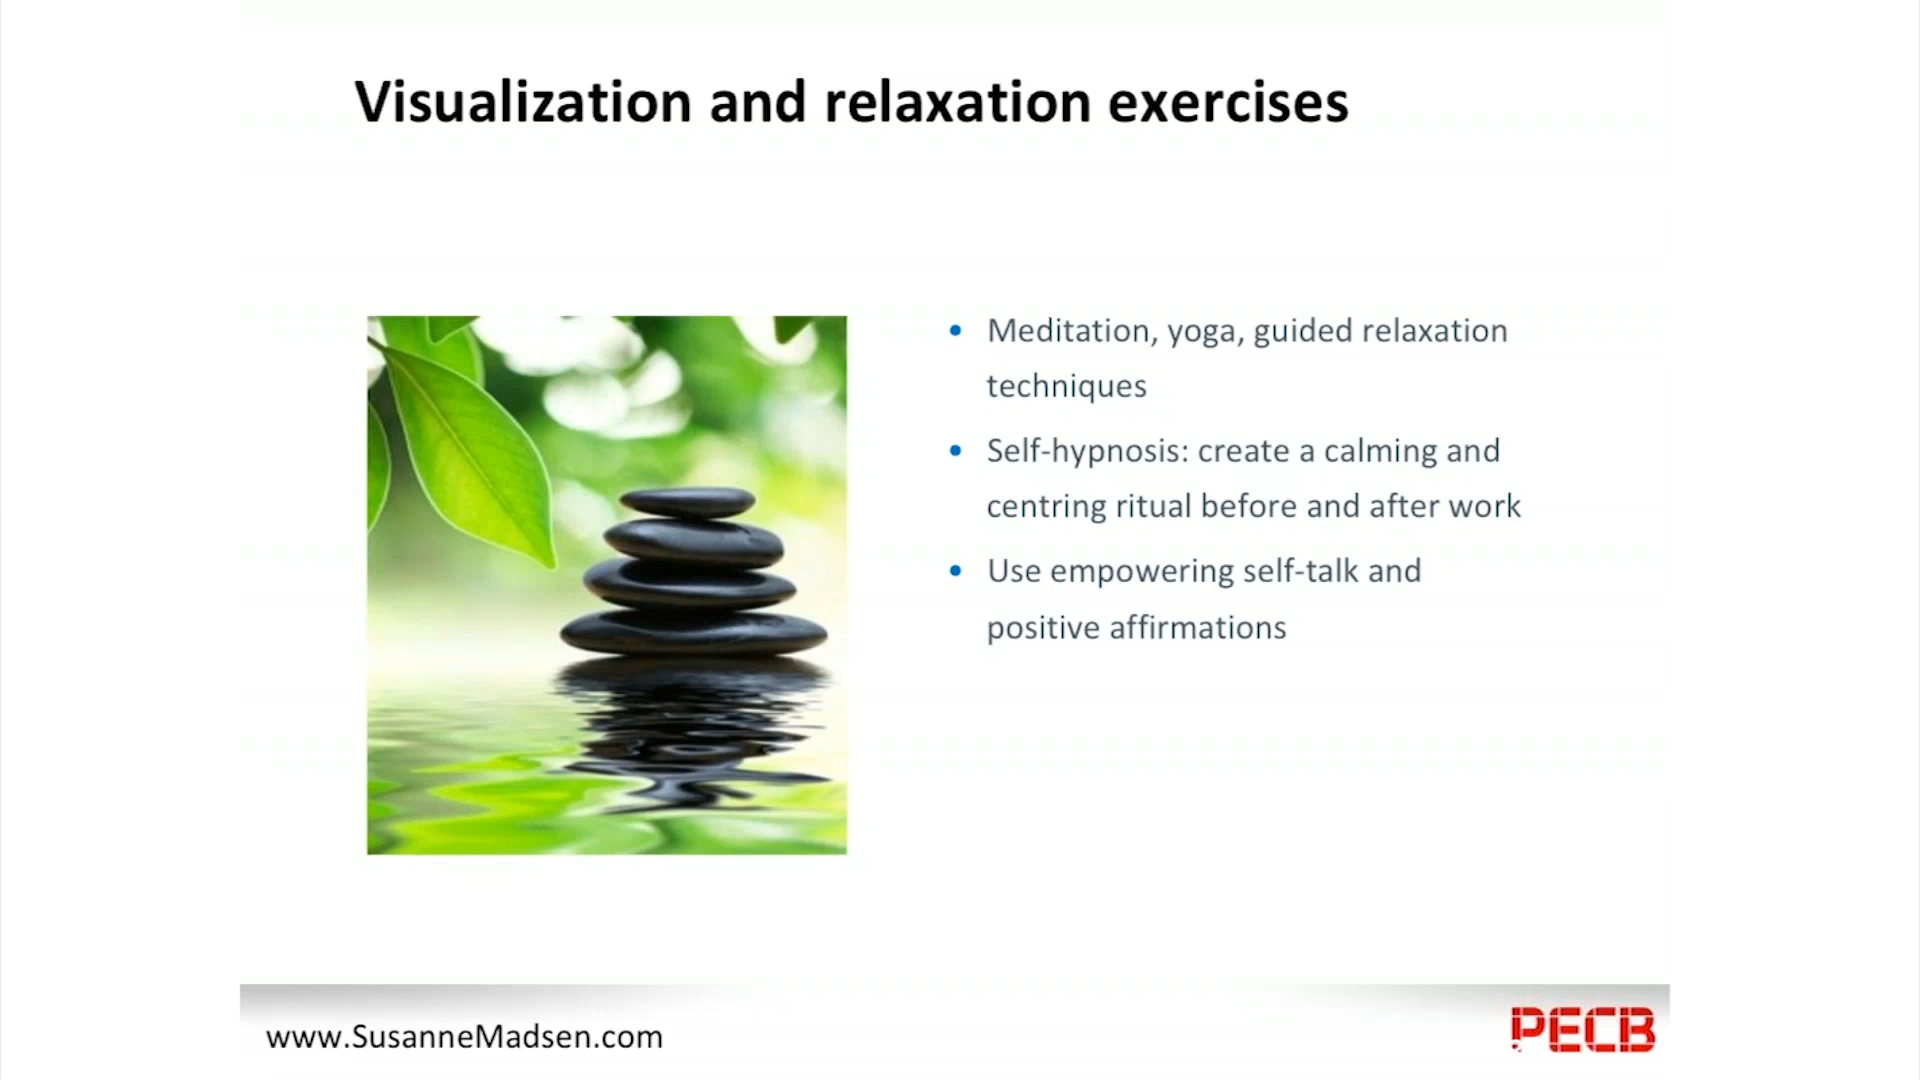 Visualization and relaxation exercises
• Meditation, yoga, guided relaxation
techniques
• Self-hypnosis: create a calming and
centring ritual before and after work
• Use empowering self-talk and
positive affirmations
www.SusanneMadsen.com
PECB